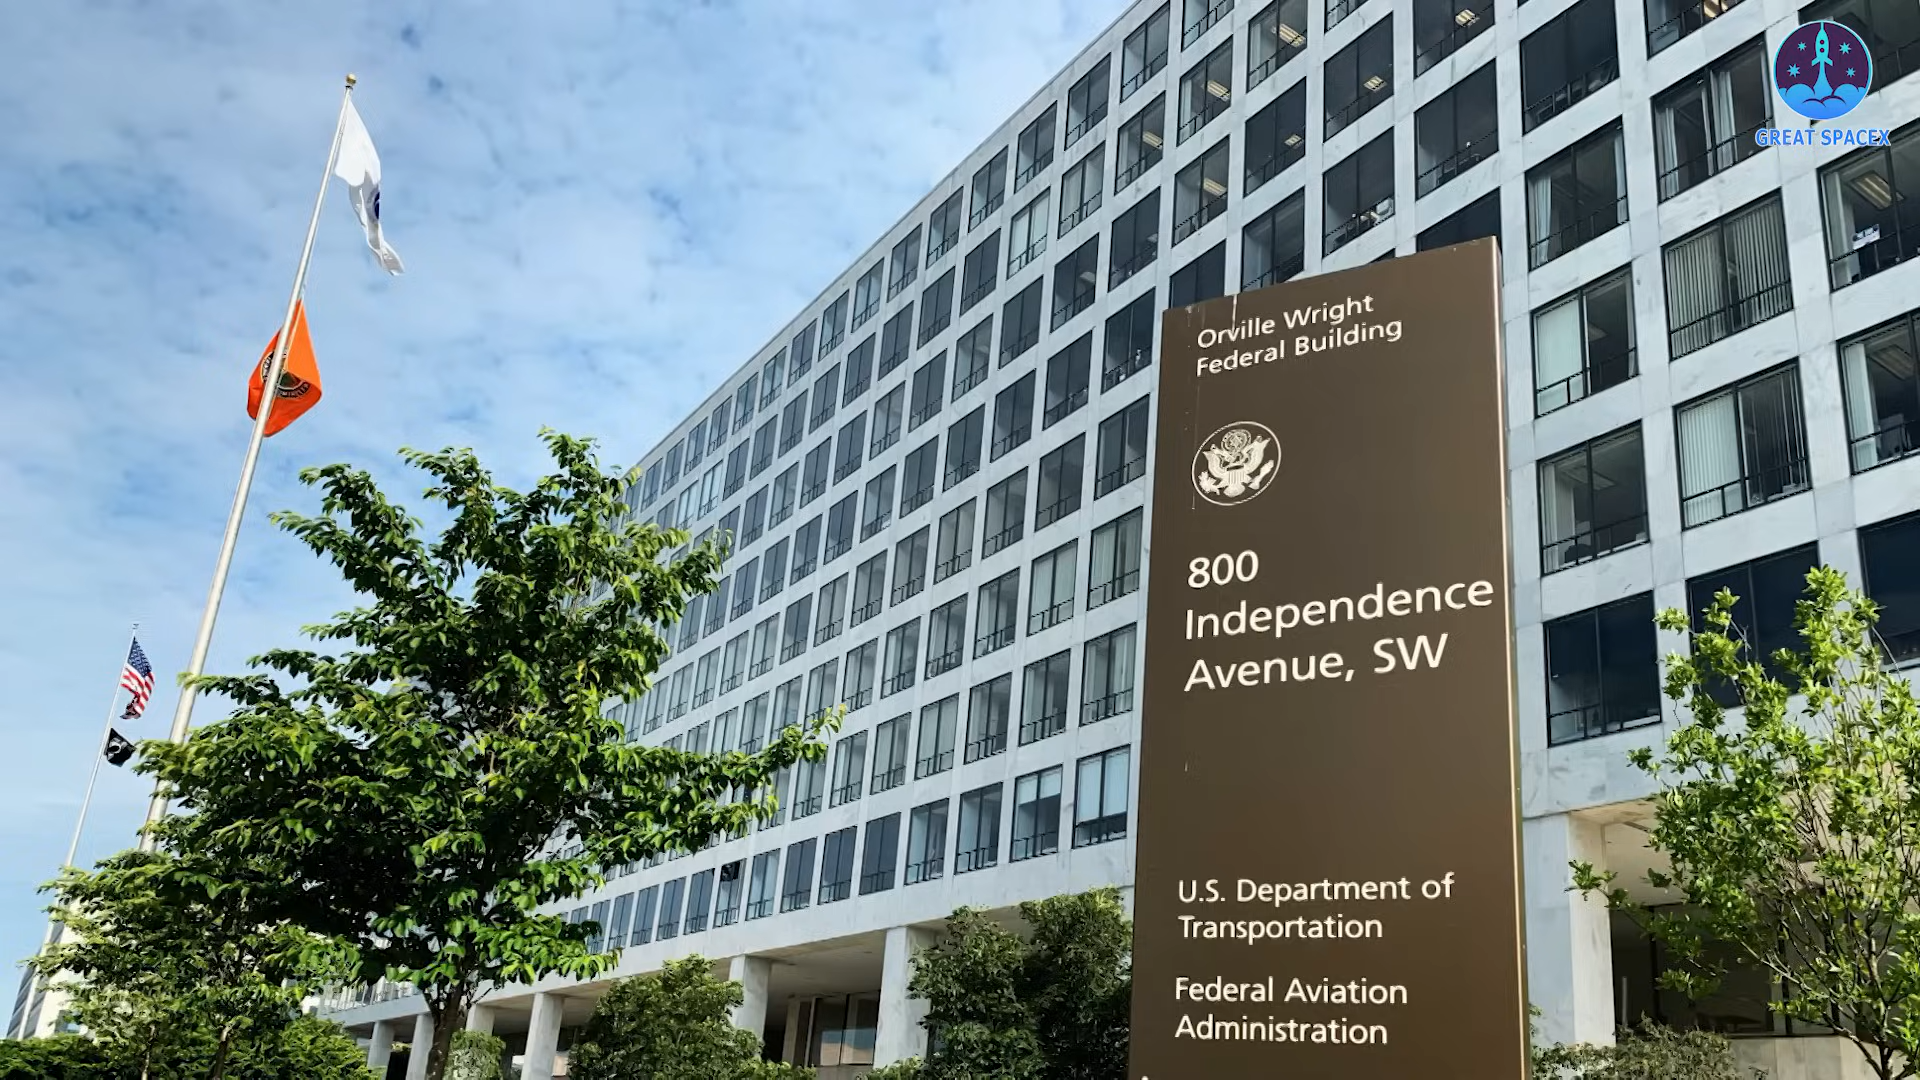 GREAT SPACEX
Orville Wright
Federal Building
800
Independence
Avenue, SW
U.S. Department of
Transportation
Federal Aviation
Administration